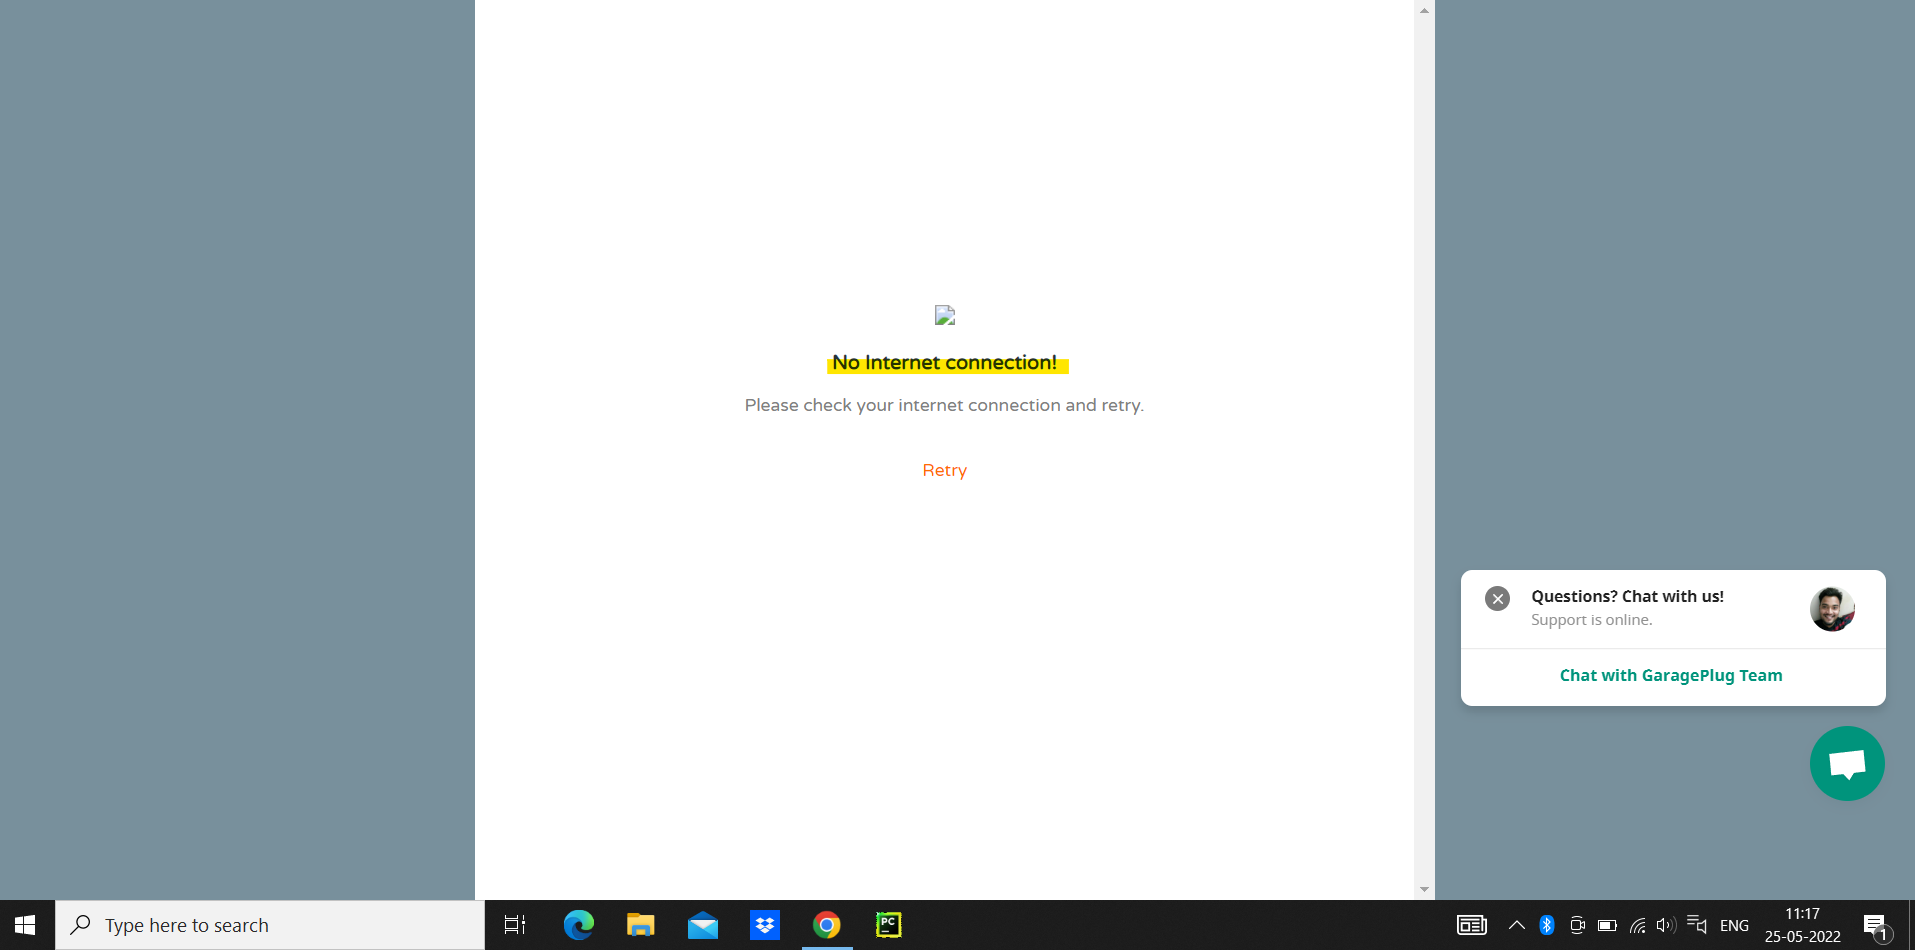 No Internet connection!
Please check your internet connection and retry.
Retry
Questions? Chat with us!
Support is online.
Chat with GaragePlug Team
Type here to search
PC
ENG
11:17
25-05-2022
1